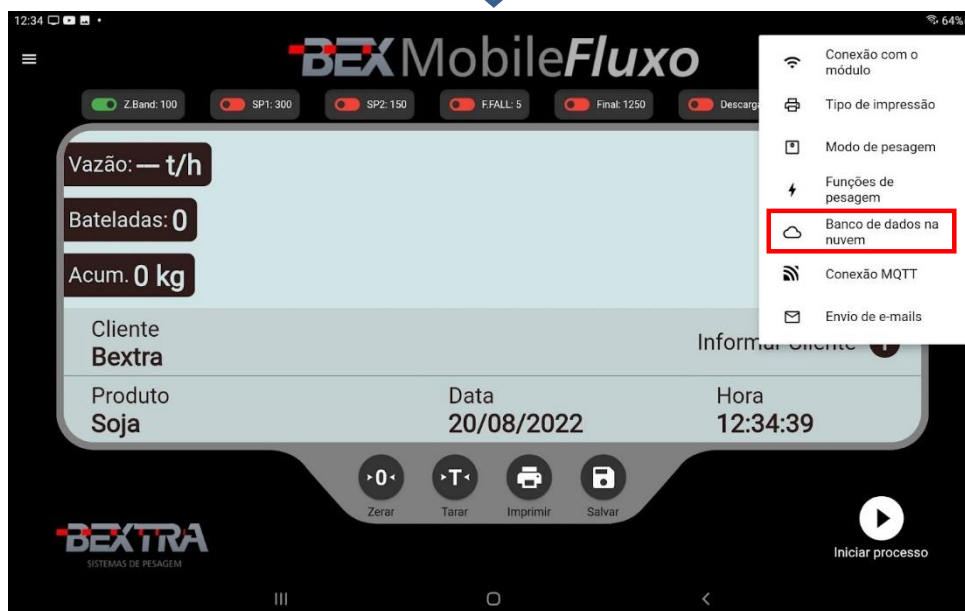 12:34
64%
BEX MobileFluxo
Z.Band: 100
SP1: 300
SP2: 150
F.FALL: 5
Final: 1250
Conexão com o
módulo
Tipo de impressão
Modo de pesagem
Funções de
pesagem
Banco de dados na
nuvem
Conexão MQTT
Envio de e-mails
Vazão: — t/h
Bateladas: 0
Acum. 0 kg
Cliente
Bextra
Produto
Soja
Data
20/08/2022
Hora
12:34:39
▸0◂
▸T◂
Zerar
Tarar
Imprimir
Salvar
BEXTRA
SISTEMAS DE PESAGEM
Iniciar processo